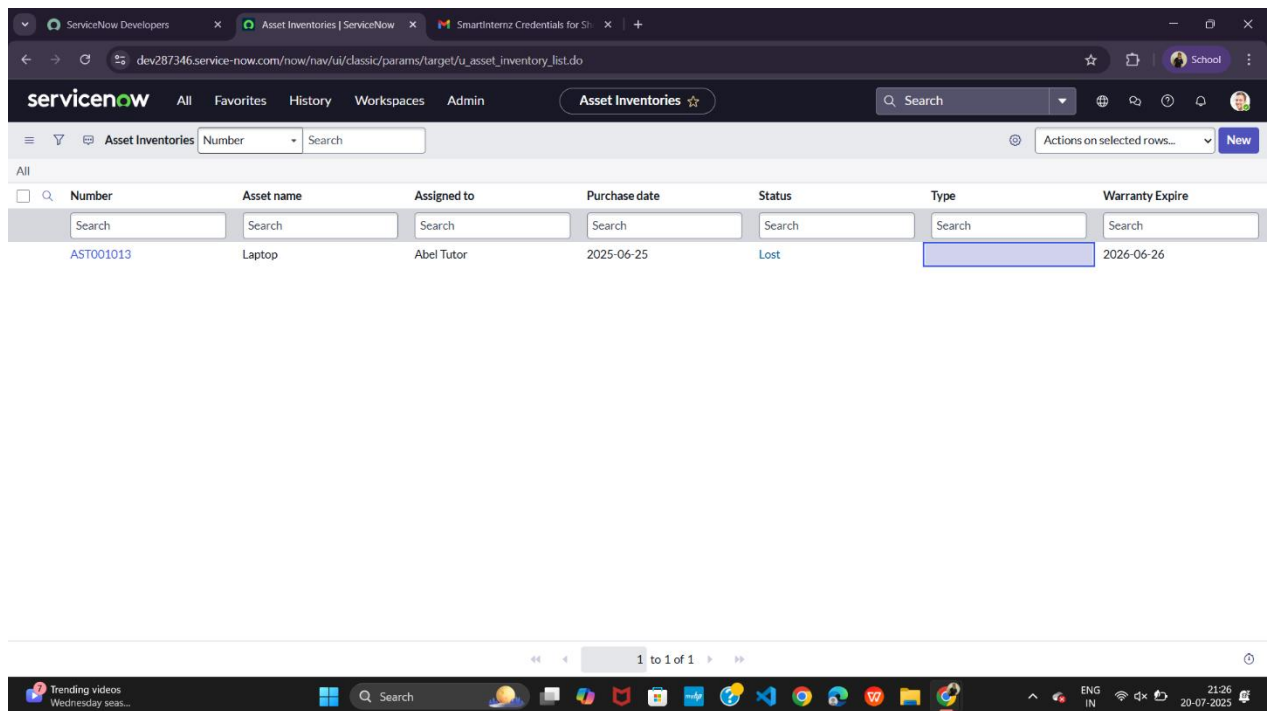 ServiceNow Developers
Asset Inventories | ServiceNow
SmartInternz Credentials for Sh
dev287346.service-now.com/now/nav/ui/classic/params/target/u_asset_inventory_list.do
School
servicenow All Favorites History Workspaces Admin Asset Inventories Search
Asset Inventories Number Search Actions on selected rows... New
All
Number Asset name Assigned to Purchase date Status Type Warranty Expire
Search Search Search Search Search Search Search
AST001013 Laptop Abel Tutor 2025-06-25 Lost 2026-06-26
1 to 1 of 1
7 Trending videos
Wednesday seas...
Search
ENG
IN
21:26
20-07-2025